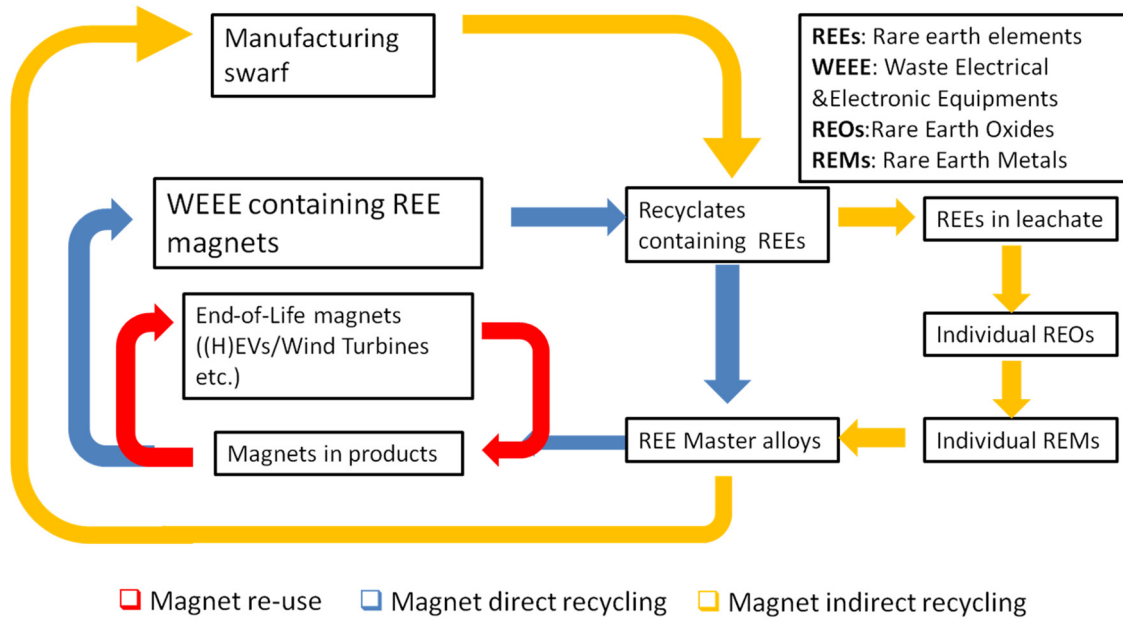 Manufacturing
swarf
REEs: Rare earth elements
WEEE: Waste Electrical
&Electronic Equipments
REOs:Rare Earth Oxides
REMs: Rare Earth Metals
WEEE containing REE
magnets
Recyclates
containing REEs
REEs in leachate
End-of-Life magnets
((H)EVs/Wind Turbines
etc.)
Individual REOs
Magnets in products
REE Master alloys
Individual REMs
Magnet re-use
Magnet direct recycling
Magnet indirect recycling